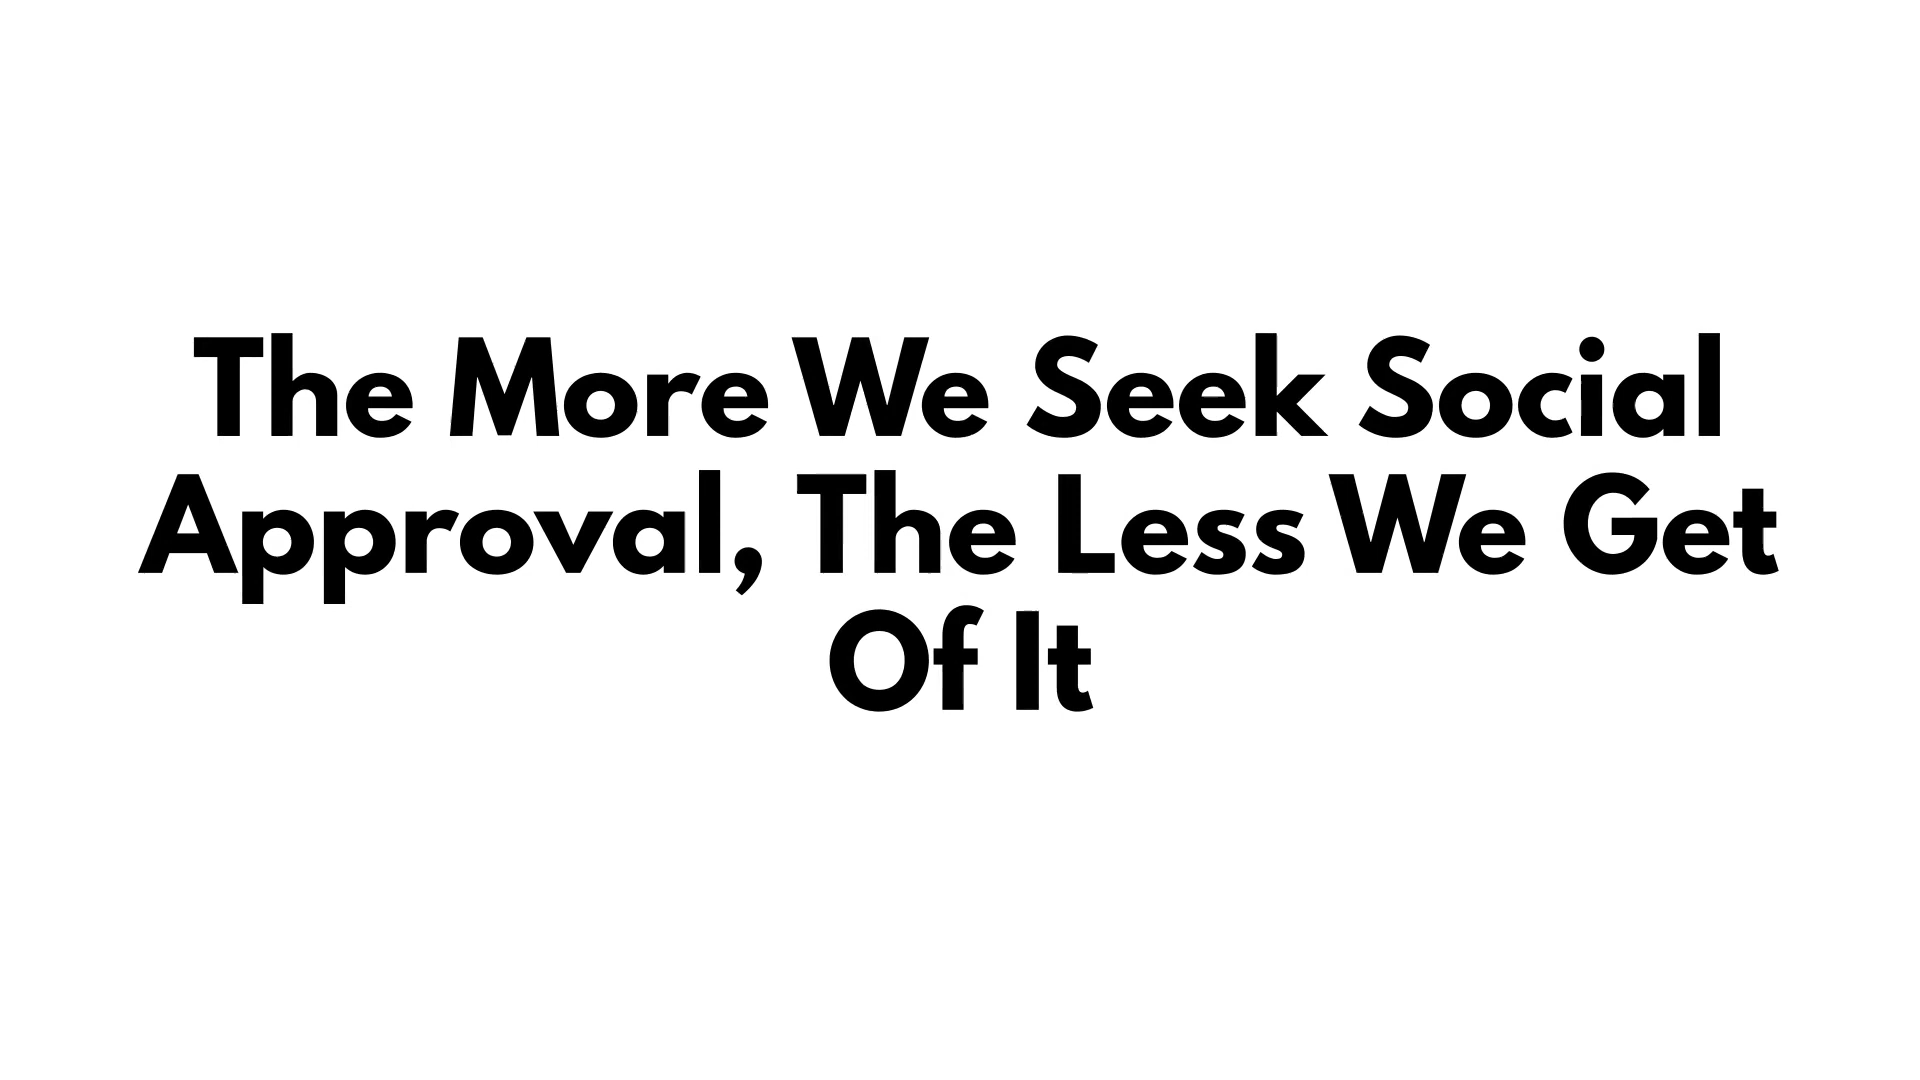 The More We Seek Social
Approval, The Less We Get
Of It